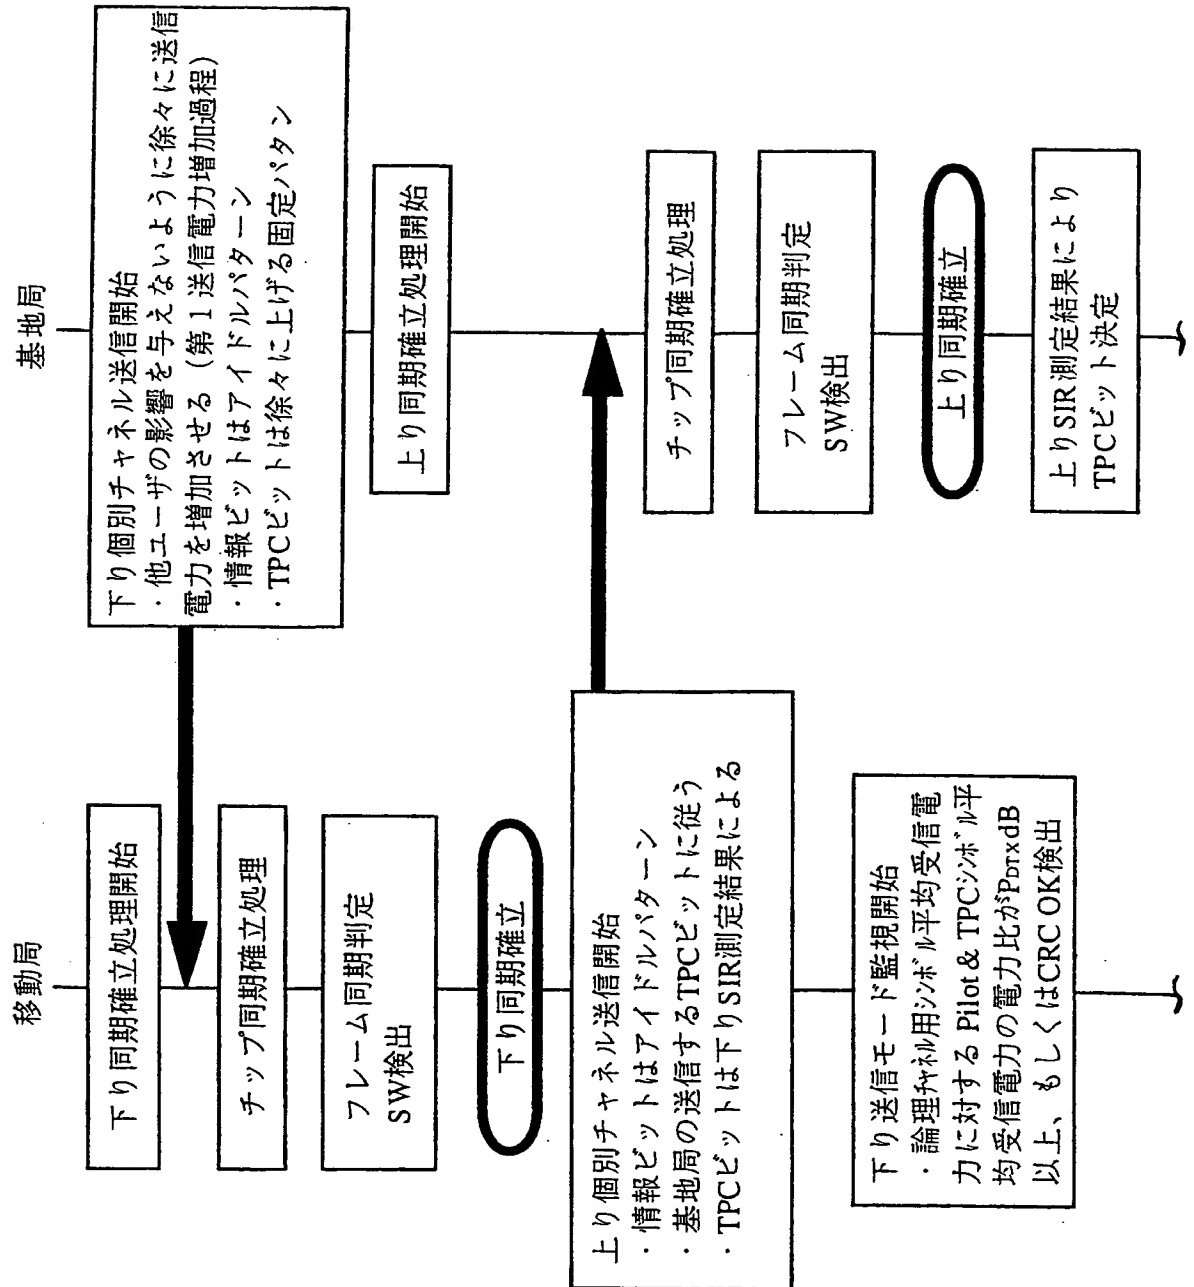 移動局
下り同期確立処理開始
チップ同期確立処理
フレーム同期判定
SW検出
下り同期確立
上り個別チャネル送信開始
・情報ビットはアイドルパターン
・基地局の送信するTPCビットに従う
・TPCビットは下りSIR測定結果による
下り送信モード監視開始
・論理チャネル用シンボル平均受信電
力に対するPilot & TPCシンボル平
均受信電力の電力比がPDTXdB
以上、もしくはCRC OK検出
基地局
下り個別チャネル送信開始
・他ユーザの影響を与えないように徐々に送信
電力を増加させる（第1送信電力増加過程）
・情報ビットはアイドルパターン
・TPCビットは徐々に上げる固定パタン
上り同期確立処理開始
チップ同期確立処理
フレーム同期判定
SW検出
上り同期確立
上りSIR測定結果により
TPCビット決定